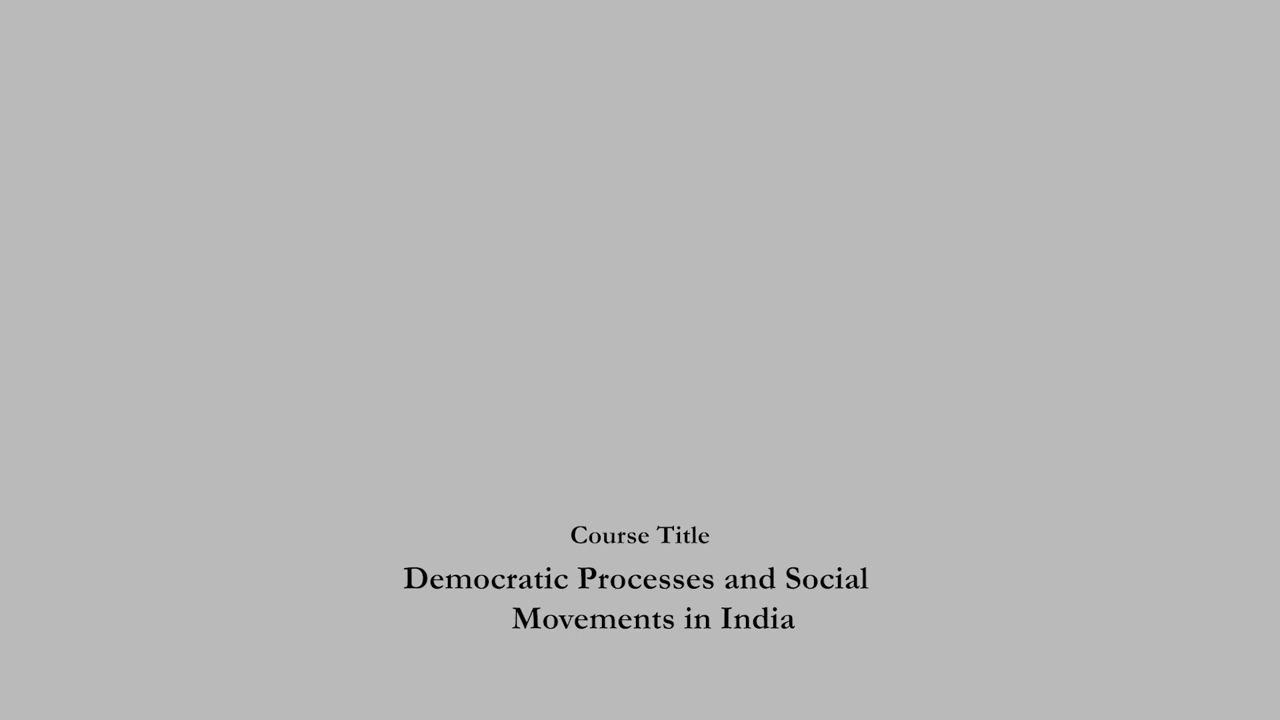 Course Title
Democratic Processes and Social
Movements in India